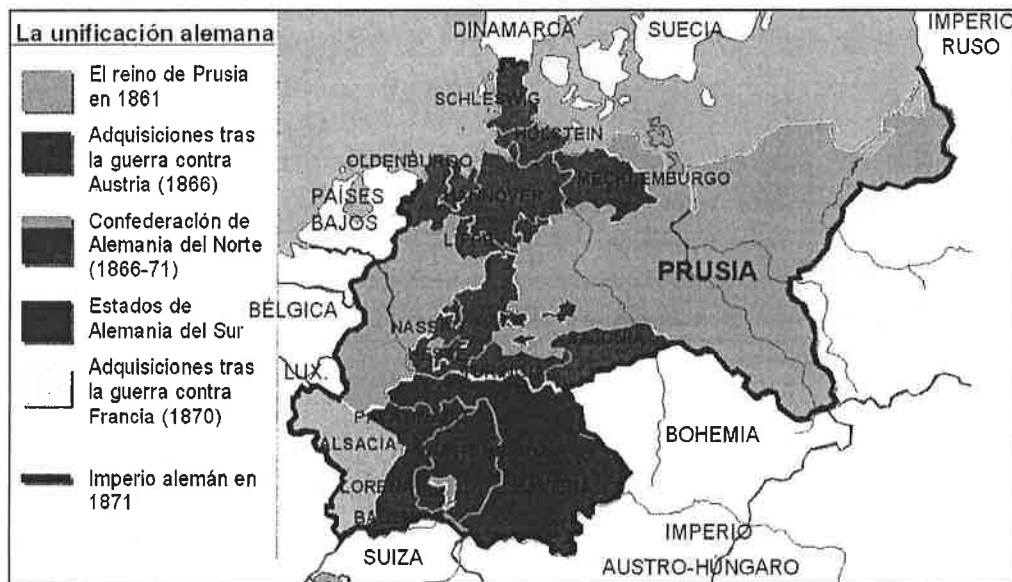 La unificación alemana
El reino de Prusia
en 1861
Adquisiciones tras
la guerra contra
Austria (1866)
Confederación de
Alemania del Norte
(1866-71)
Estados de
Alemania del Sur
Adquisiciones tras
la guerra contra
Francia (1870)
Imperio alemán en
1871
DINAMARCA
SUECIA
IMPERIO
RUSO
SCHLESWIG
HOLSTEIN
OLDENBURGO
HANNOVER
MECKLEMBURGO
PAÍSES
BAJOS
PRUSIA
BÉLGICA
NASSAU
SAJONIA
LUX.
ALSACIA
LORENA
BOHEMIA
SUIZA
IMPERIO
AUSTRO-HÚNGARO